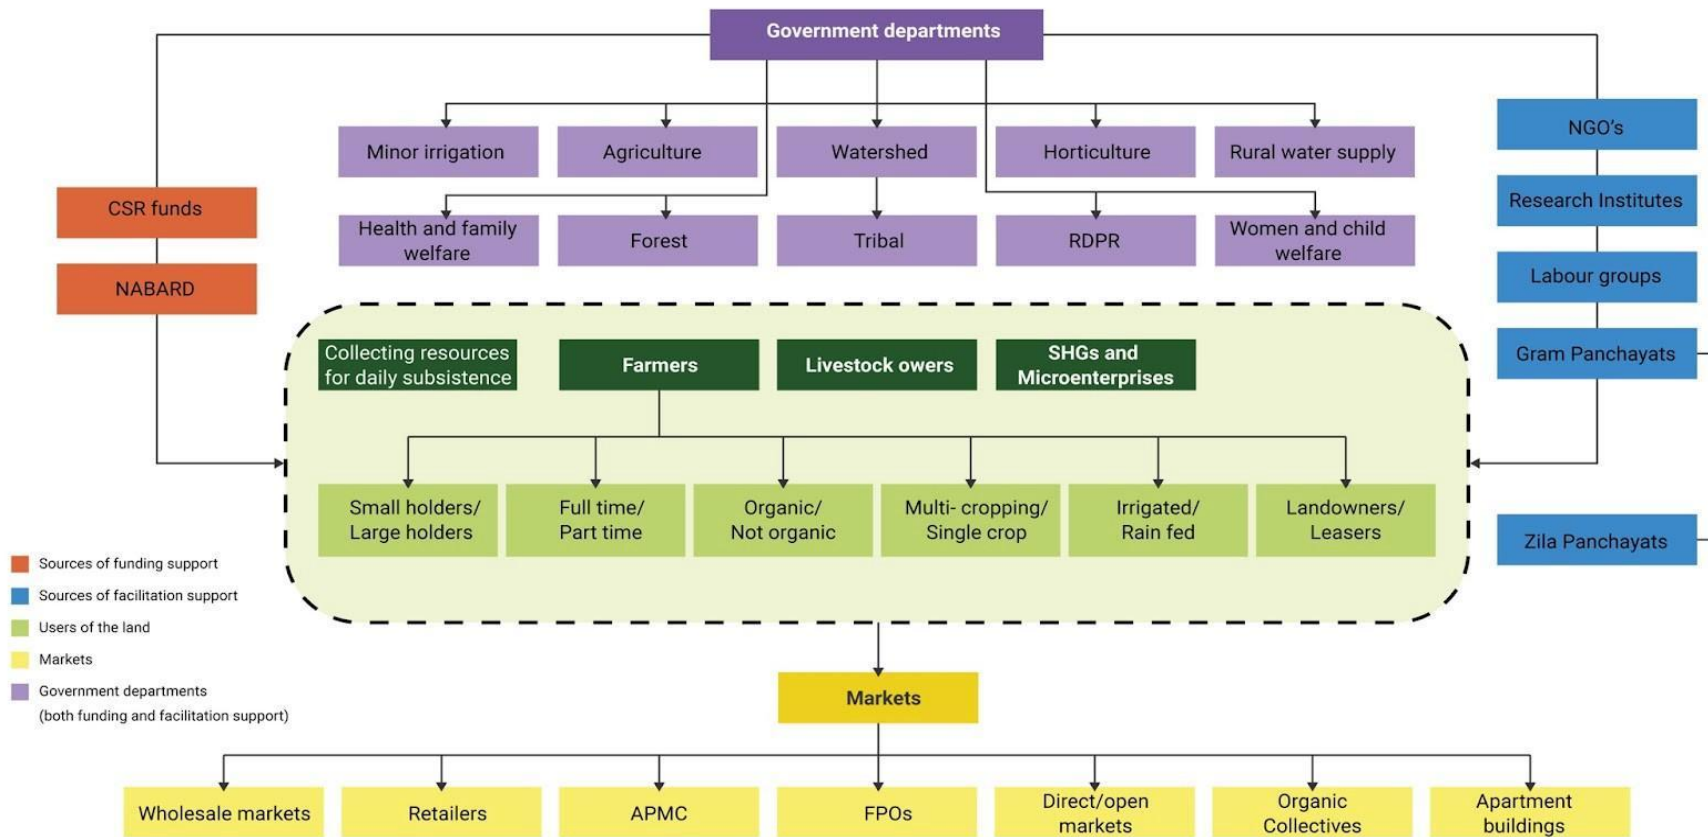 Government departments
NGO's
Minor irrigation
Agriculture
Watershed
Horticulture
Rural water supply
CSR funds
Research Institutes
Health and family
welfare
Forest
Tribal
RDPR
Women and child
welfare
NABARD
Labour groups
Collecting resources
for daily subsistence
Farmers
Livestock owers
SHGs and
Microenterprises
Gram Panchayats
Small holders/
Large holders
Full time/
Part time
Organic/
Not organic
Multi- cropping/
Single crop
Irrigated/
Rain fed
Landowners/
Leasers
Zila Panchayats
Sources of funding support
Sources of facilitation support
Users of the land
Markets
Government departments
(both funding and facilitation support)
Markets
Wholesale markets
Retailers
APMC
FPOs
Direct/open
markets
Organic
Collectives
Apartment
buildings